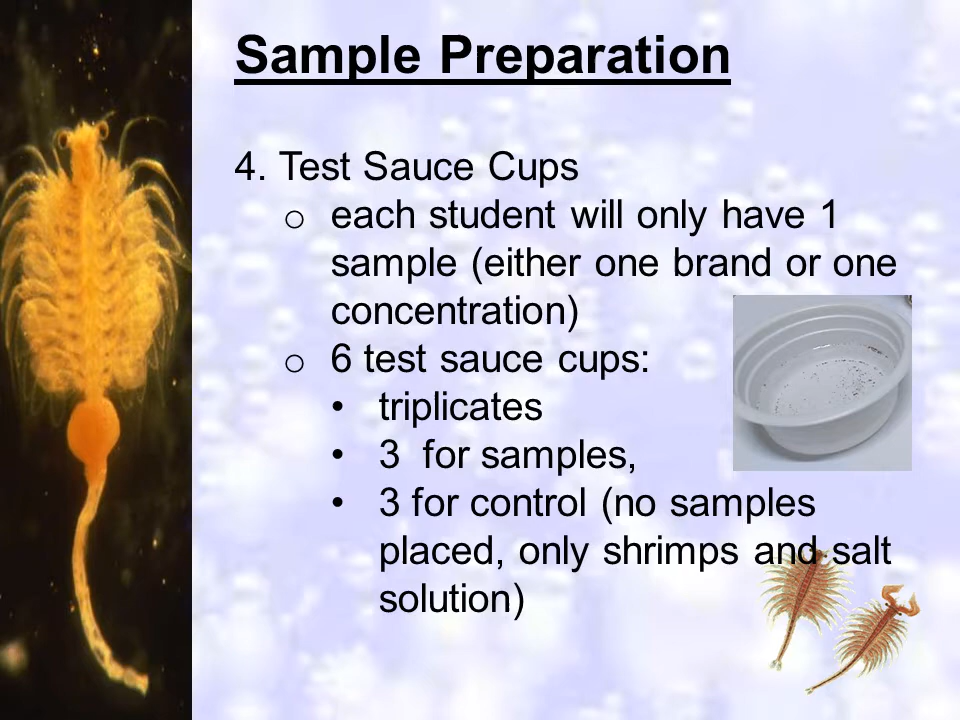 Sample Preparation
4. Test Sauce Cups
o each student will only have 1
sample (either one brand or one
concentration)
o 6 test sauce cups:
• triplicates
• 3  for samples,
• 3 for control (no samples
placed, only shrimps and salt
solution)